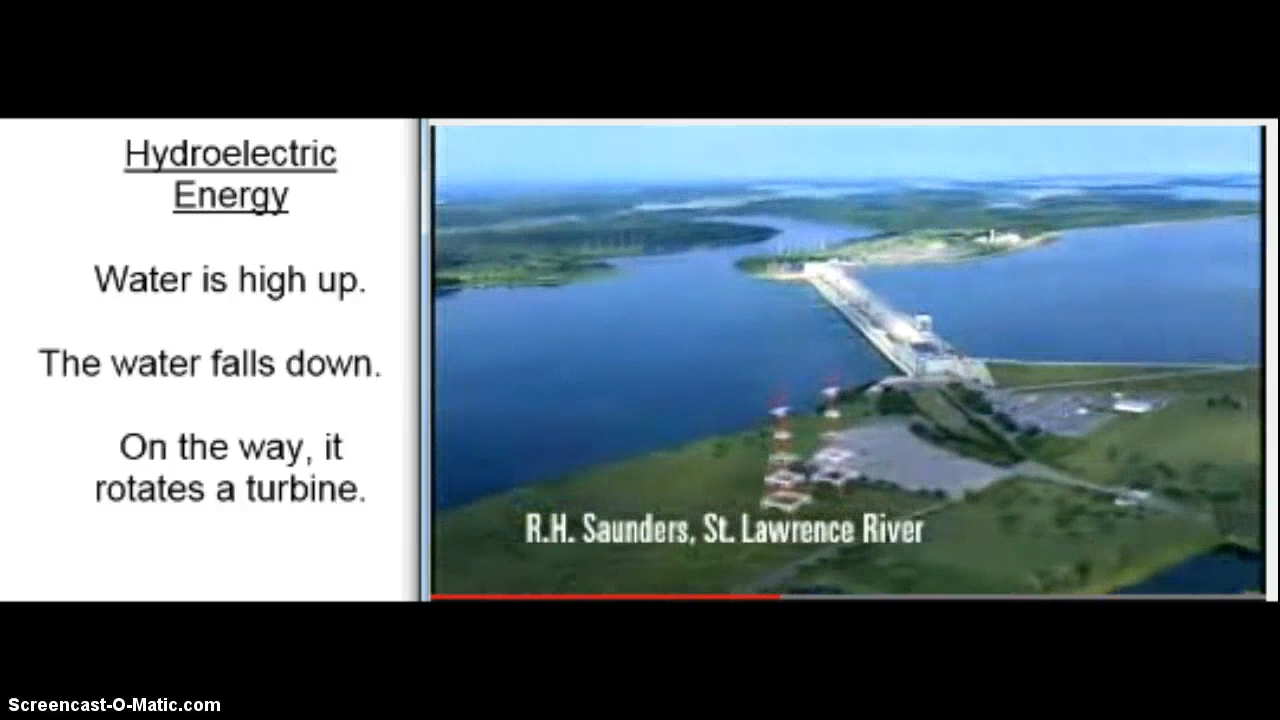 Hydroelectric
Energy
Water is high up.
The water falls down.
On the way, it
rotates a turbine.
R.H. Saunders, St. Lawrence River
Screencast-O-Matic.com